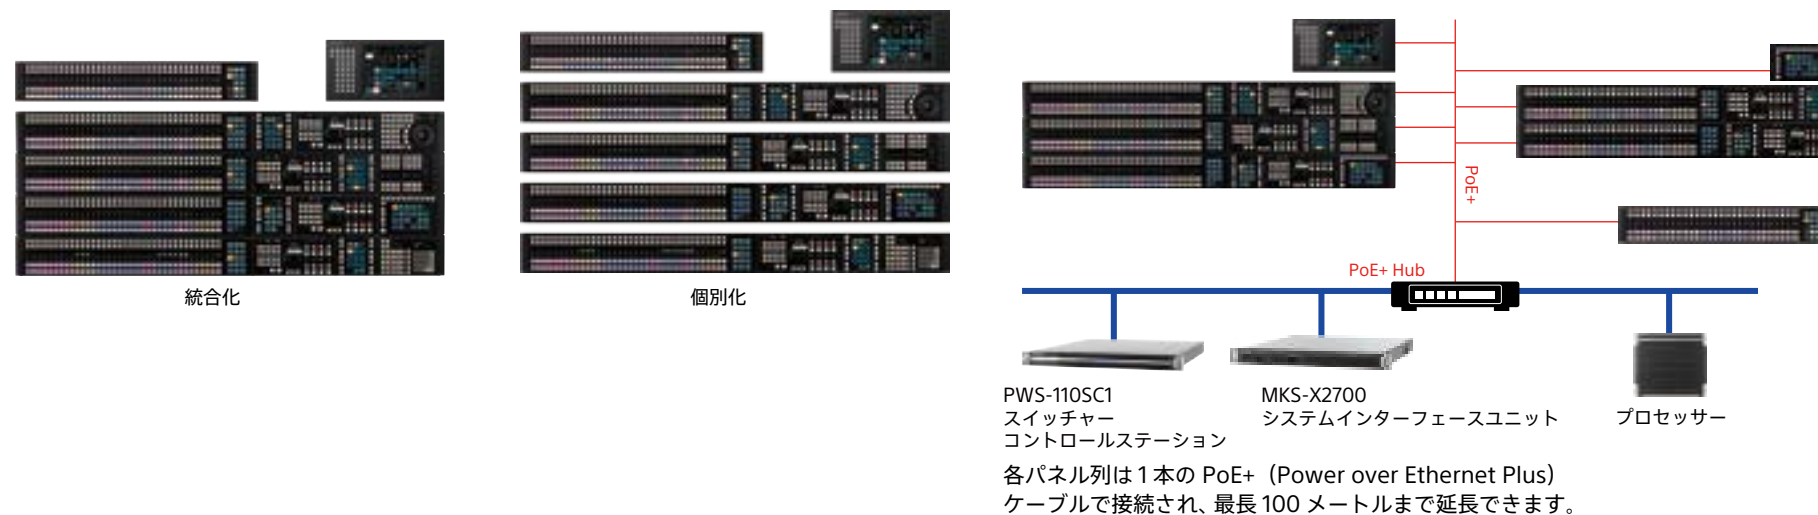 統合化
個別化
PoE+
PoE+ Hub
PWS-110SC1
スイッチャー
コントロールステーション
MKS-X2700
システムインターフェースユニット
プロセッサー
各パネル列は1本の PoE+（Power over Ethernet Plus）
ケーブルで接続され、最長100 メートルまで延長できます。